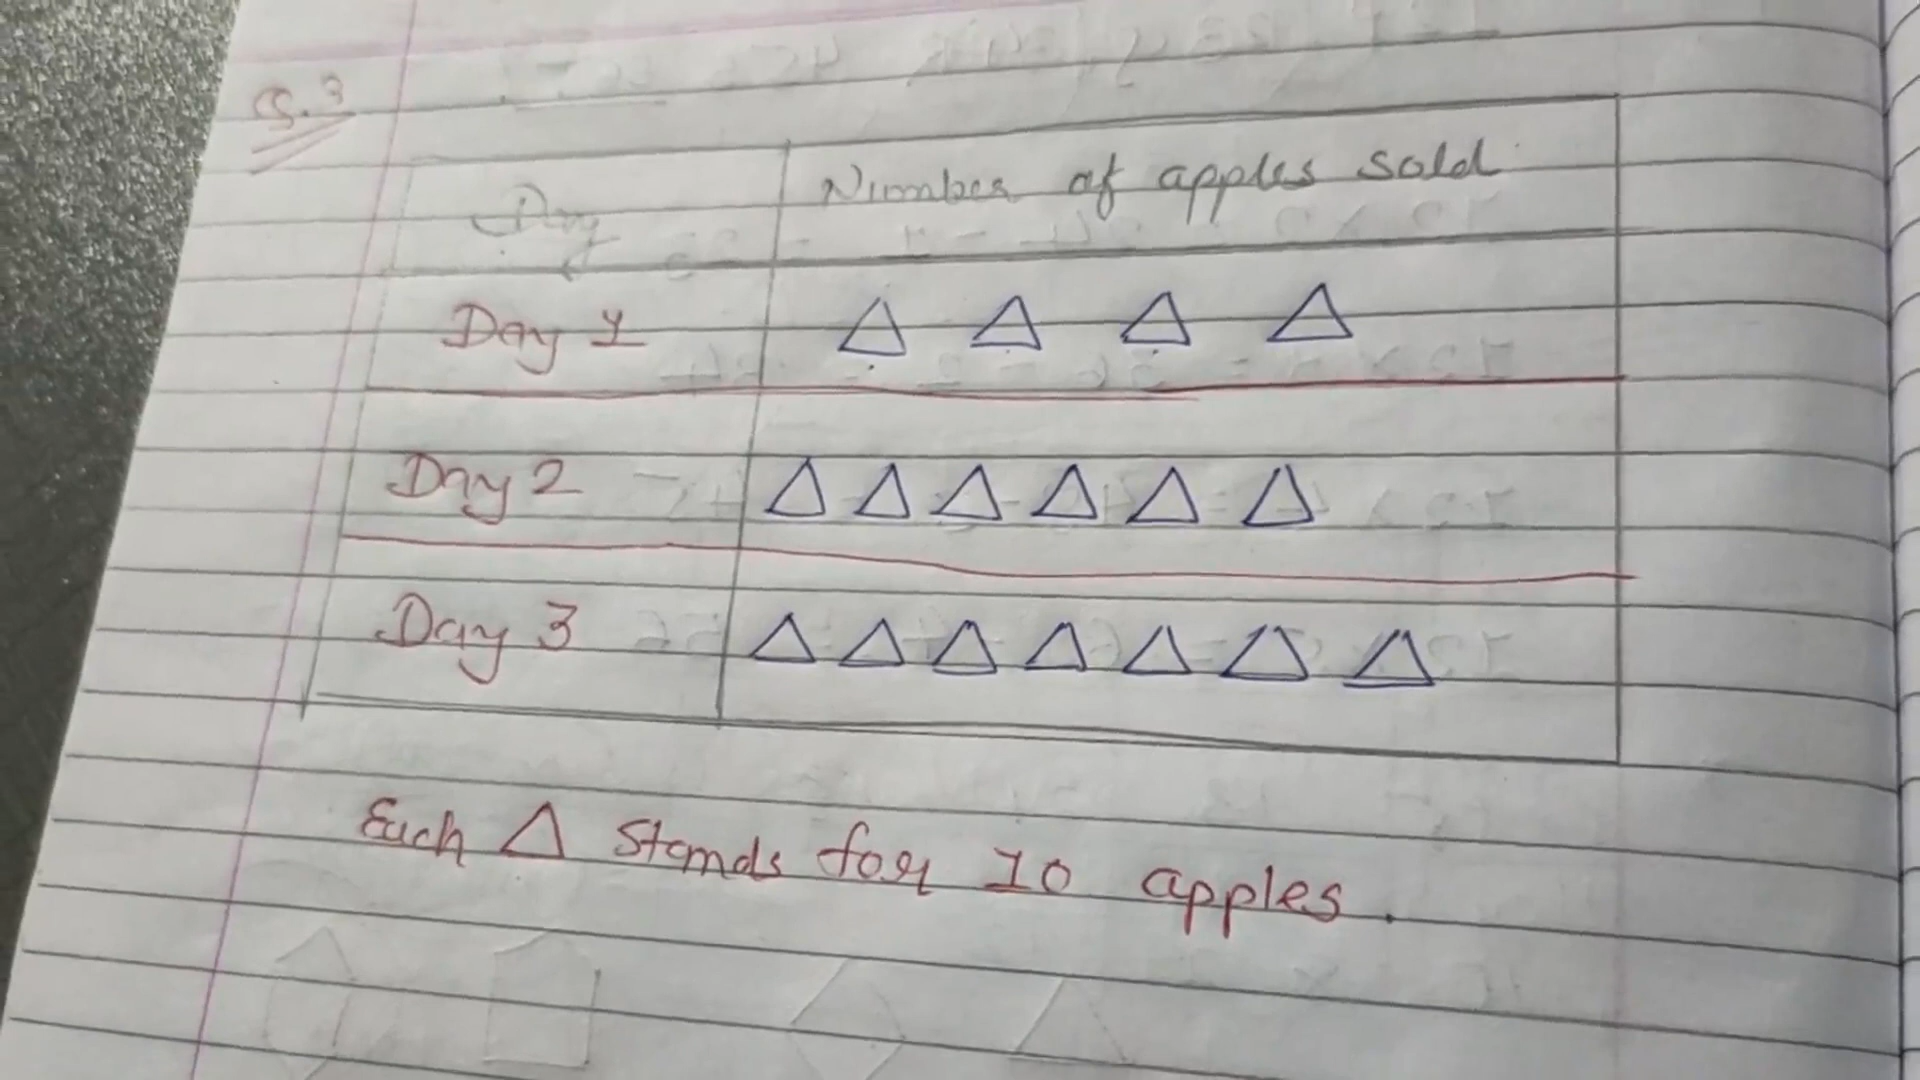 Q.3
Day Number of apples sold
Day 1 △ △ △ △
Day 2 △ △ △ △ △ △
Day 3 △ △ △ △ △ △ △
Each △ stands for 10 apples.